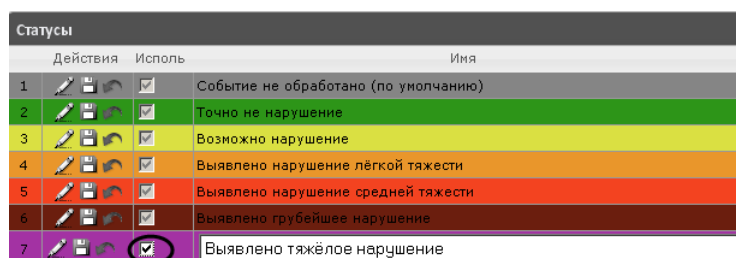 Статусы
Действия Исполь Имя
1 Событие не обработано (по умолчанию)
2 Точно не нарушение
3 Возможно нарушение
4 Выявлено нарушение лёгкой тяжести
5 Выявлено нарушение средней тяжести
6 Выявлено грубейшее нарушение
7 Выявлено тяжёлое нарушение